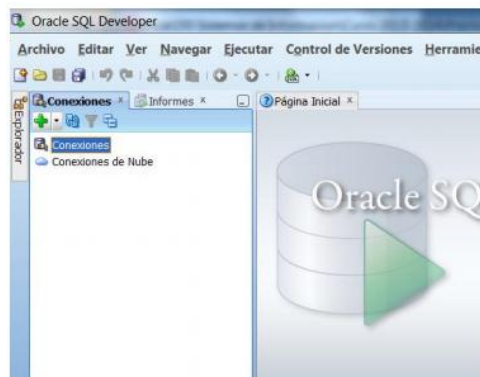 Oracle SQL Developer
Archivo Editar Ver Navegar Ejecutar Control de Versiones Herramie
Conexiones Informes Página Inicial
Explorador
Conexiones
Conexiones de Nube
Oracle SQ